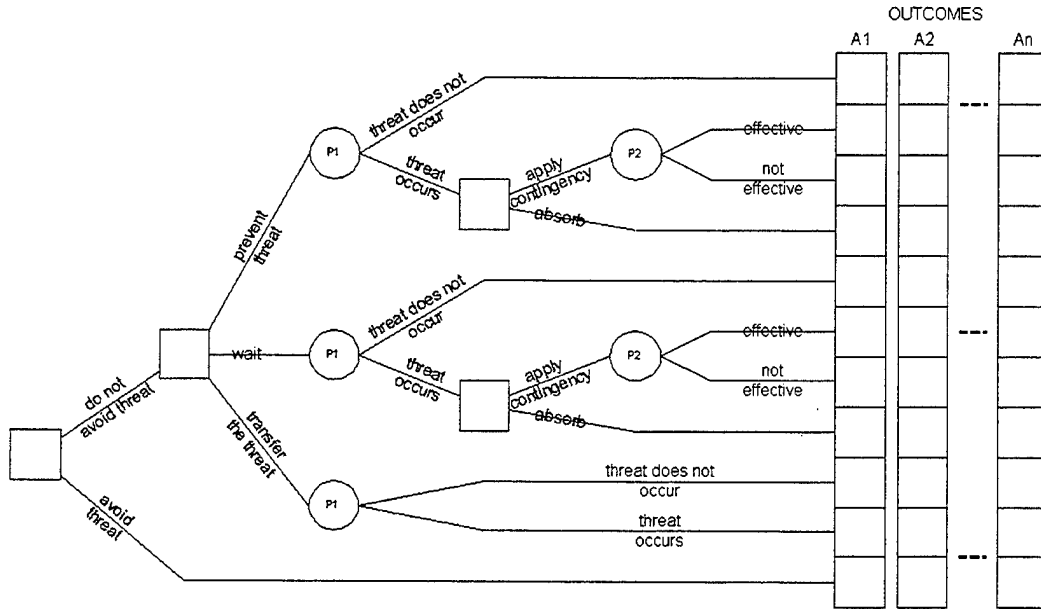 OUTCOMES
A1 A2 An
threat does not
occur
P1
threat
occurs
apply
contingency
absorb
P2
effective
not
effective
prevent
threat
threat does not
occur
wait
P1
threat
occurs
apply
contingency
absorb
P2
effective
not
effective
do not
avoid threat
transfer
the threat
P1
threat does not
occur
threat
occurs
avoid
threat